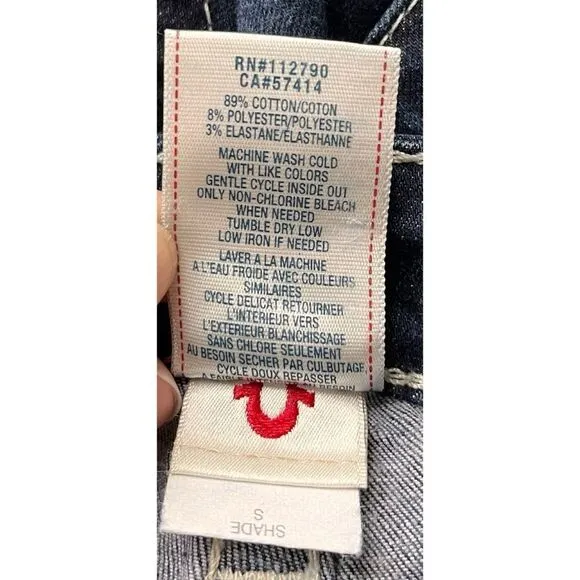 RN#112790
CA#57414
89% COTTON/COTON
8% POLYESTER/POLYESTER
3% ELASTANE/ÉLASTHANNE
MACHINE WASH COLD
WITH LIKE COLORS
GENTLE CYCLE INSIDE OUT
ONLY NON-CHLORINE BLEACH
WHEN NEEDED
TUMBLE DRY LOW
LOW IRON IF NEEDED
LAVER A LA MACHINE
A L'EAU FROIDE AVEC COULEURS
SIMILAIRES
CYCLE DELICAT RETOURNER
L'INTERIEUR VERS
L'EXTERIEUR BLANCHISSAGE
SANS CHLORE SEULEMENT
AU BESOIN SECHER PAR CULBUTAGE,
CYCLE DOUX REPASSER
BESOIN
SHADE
S